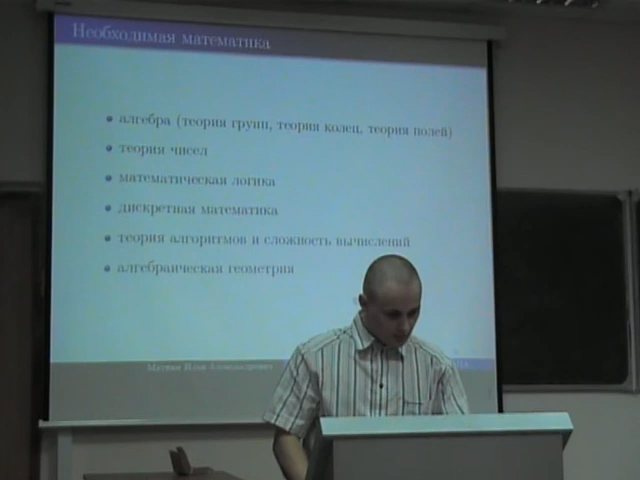 Необходимая математика
алгебра (теория групп, теория колец, теория полей)
теория чисел
математическая логика
дискретная математика
теория алгоритмов и сложность вычислений
алгебраическая геометрия
Илья Александрович